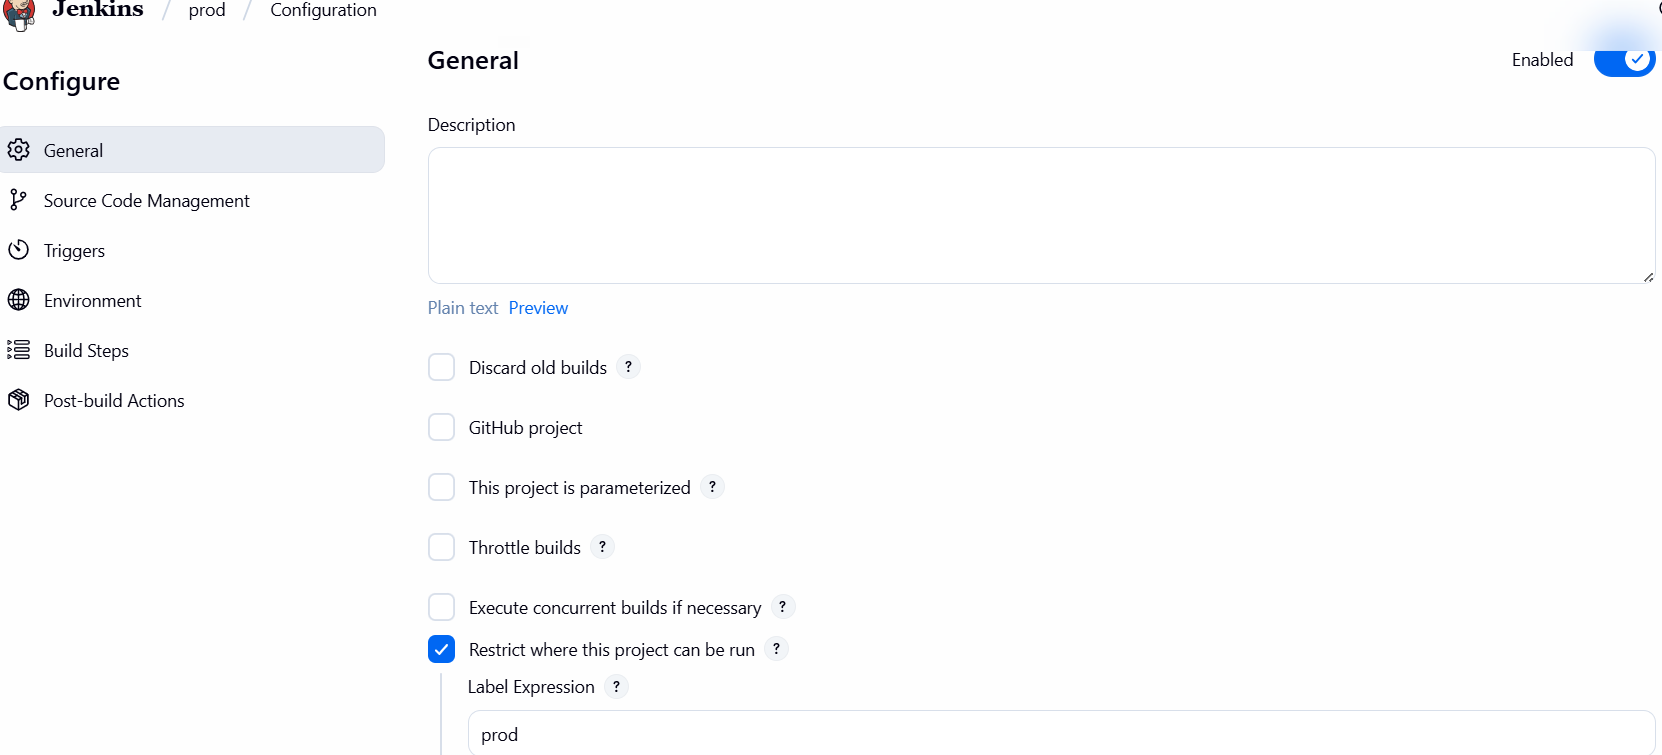 Jenkins / prod / Configuration
Configure
General
Source Code Management
Triggers
Environment
Build Steps
Post-build Actions
General
Enabled
Description
Plain text Preview
Discard old builds ?
GitHub project
This project is parameterized ?
Throttle builds ?
Execute concurrent builds if necessary ?
Restrict where this project can be run ?
Label Expression ?
prod